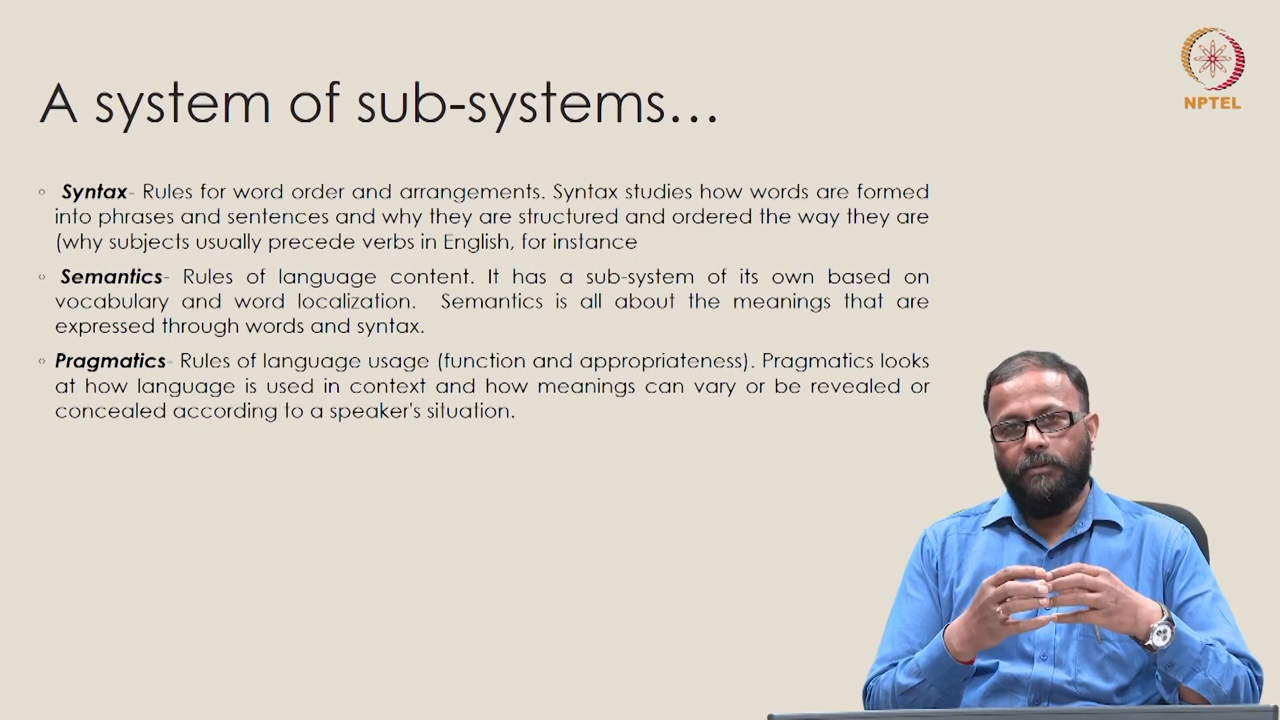 NPTEL
A system of sub-systems...
Syntax- Rules for word order and arrangements. Syntax studies how words are formed
into phrases and sentences and why they are structured and ordered the way they are
(why subjects usually precede verbs in English, for instance
Semantics- Rules of language content. It has a sub-system of its own based on
vocabulary and word localization. Semantics is all about the meanings that are
expressed through words and syntax.
Pragmatics- Rules of language usage (function and appropriateness). Pragmatics looks
at how language is used in context and how meanings can vary or be revealed or
concealed according to a speaker's situation.